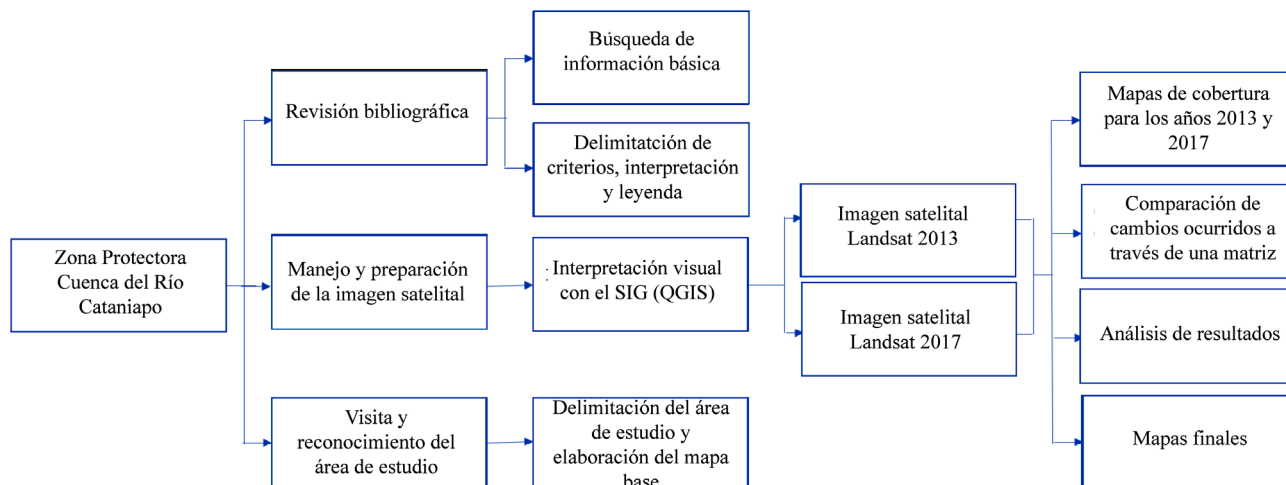 Zona Protectora
Cuenca del Río
Cataniapo
Revisión bibliográfica
Manejo y preparación
de la imagen satelital
Visita y
reconocimiento del
área de estudio
Búsqueda de
información básica
Delimitatción de
criterios, interpretación
y leyenda
Interpretación visual
con el SIG (QGIS)
Delimitación del área
de estudio y
elaboración del mapa
base
Imagen satelital
Landsat 2013
Imagen satelital
Landsat 2017
Mapas de cobertura
para los años 2013 y
2017
Comparación de
cambios ocurridos a
través de una matriz
Análisis de resultados
Mapas finales